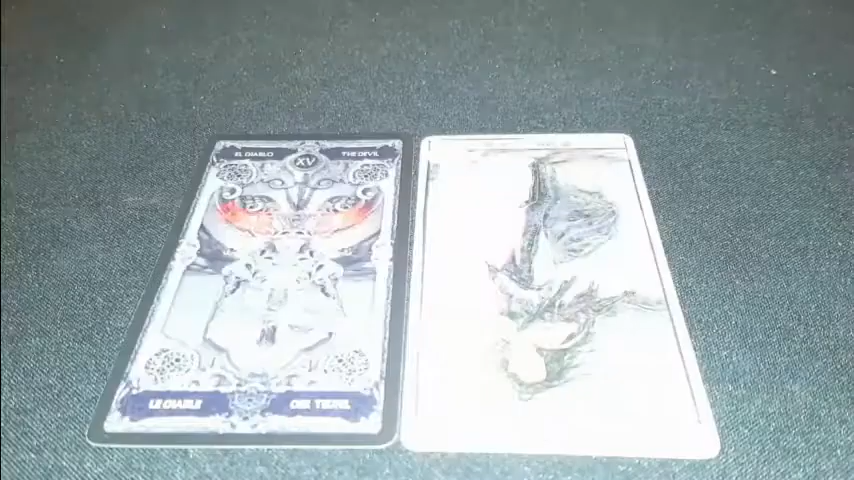 EL DIABLO
XV
THE DEVIL
LE DIABLE
DER TEUFEL